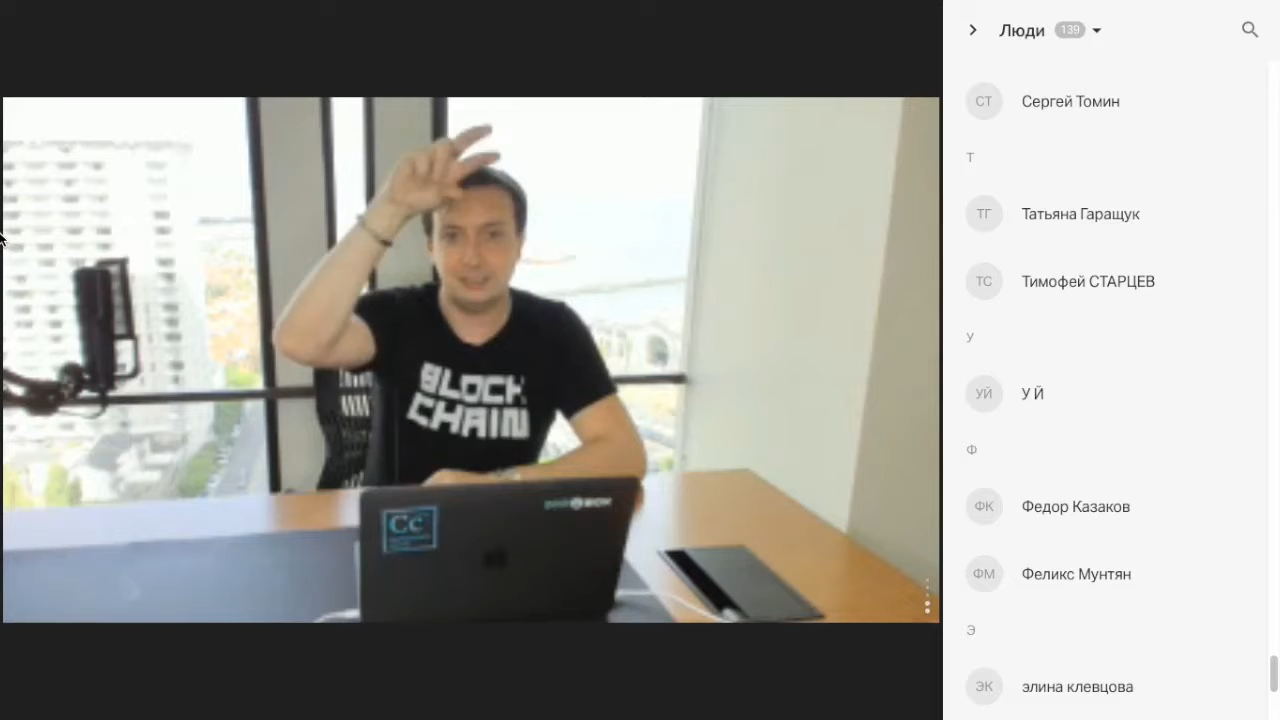 Люди 139
СТ Сергей Томин
Т
ТГ Татьяна Гаращук
ТС Тимофей СТАРЦЕВ
У
УЙ У Й
Ф
ФК Федор Казаков
ФМ Феликс Мунтян
Э
ЭК элина клевцова
BLOCK
CHAIN
Cc